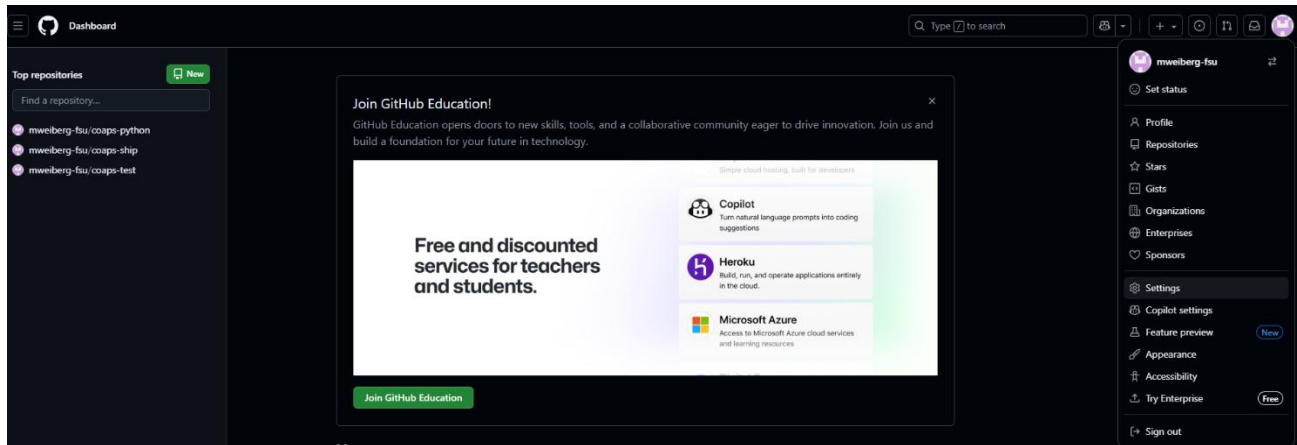 Dashboard
Type / to search
Top repositories
New
Find a repository...
mweiberg-fsu/coaps-python
mweiberg-fsu/coaps-ship
mweiberg-fsu/coaps-test
Join GitHub Education!
GitHub Education opens doors to new skills, tools, and a collaborative community eager to drive innovation. Join us and
build a foundation for your future in technology.
Free and discounted
services for teachers
and students.
Simple cloud hosting, built for developers
Copilot
Turn natural language prompts into coding
suggestions
Heroku
Build, run, and operate applications entirely
in the cloud.
Microsoft Azure
Access to Microsoft Azure cloud services
and learning resources
Join GitHub Education
mweiberg-fsu
Set status
Profile
Repositories
Stars
Gists
Organizations
Enterprises
Sponsors
Settings
Copilot settings
Feature preview New
Appearance
Accessibility
Try Enterprise Free
Sign out